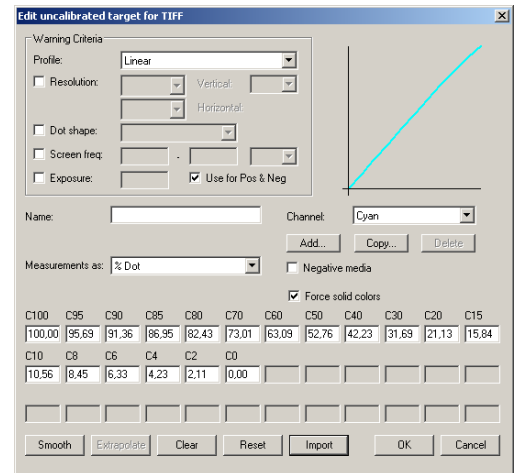 Edit uncalibrated target for TIFF
Warning Criteria
Profile: Linear
Resolution: Vertical:
Horizontal:
Dot shape:
Screen freq: -
Exposure: Use for Pos & Neg
Name: Channel: Cyan
Add... Copy... Delete
Measurements as: % Dot Negative media
Force solid colors
C100 C95 C90 C85 C80 C70 C60 C50 C40 C30 C20 C15
100,00 95,69 91,36 86,95 82,43 73,01 63,09 52,76 42,23 31,69 21,13 15,84
C10 C8 C6 C4 C2 C0
10,56 8,45 6,33 4,23 2,11 0,00
Smooth Extrapolate Clear Reset Import OK Cancel